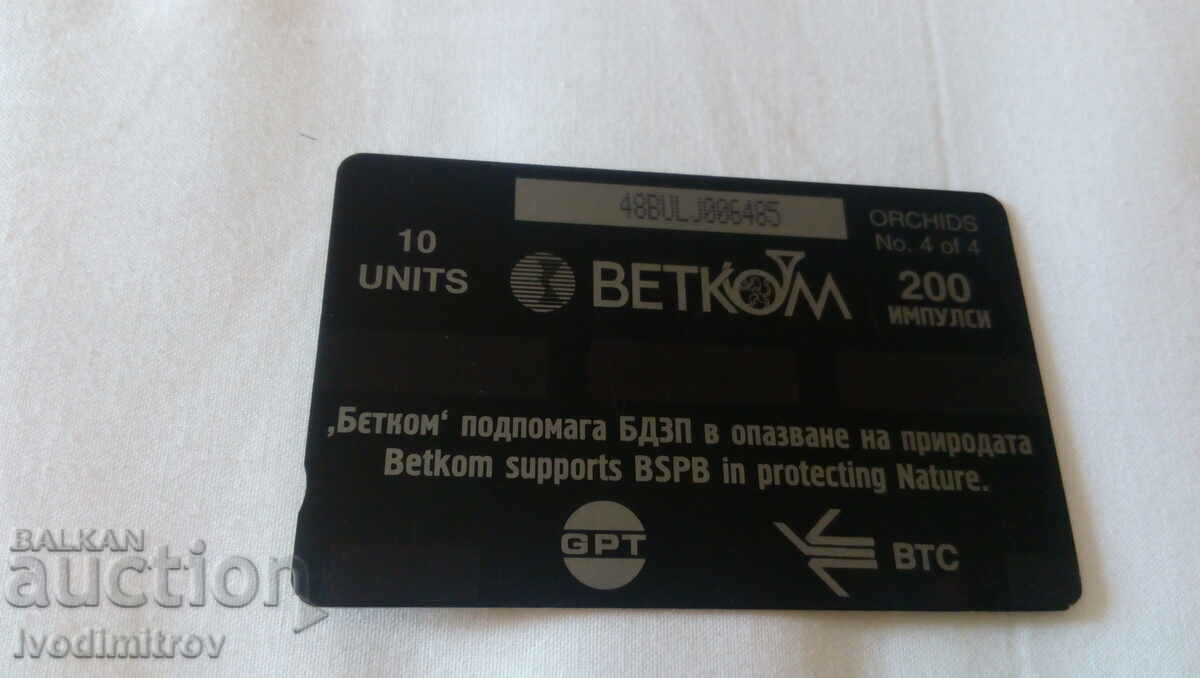 48BULJ006485
ORCHIDS
No. 4 of 4
10
UNITS
BETKOM
200
ИМПУЛСИ
„Бетком‘ подпомага БДЗП в опазване на природата
Betkom supports BSPB in protecting Nature.
GPT
BTC
BALKAN
auction
Ivodimitrov